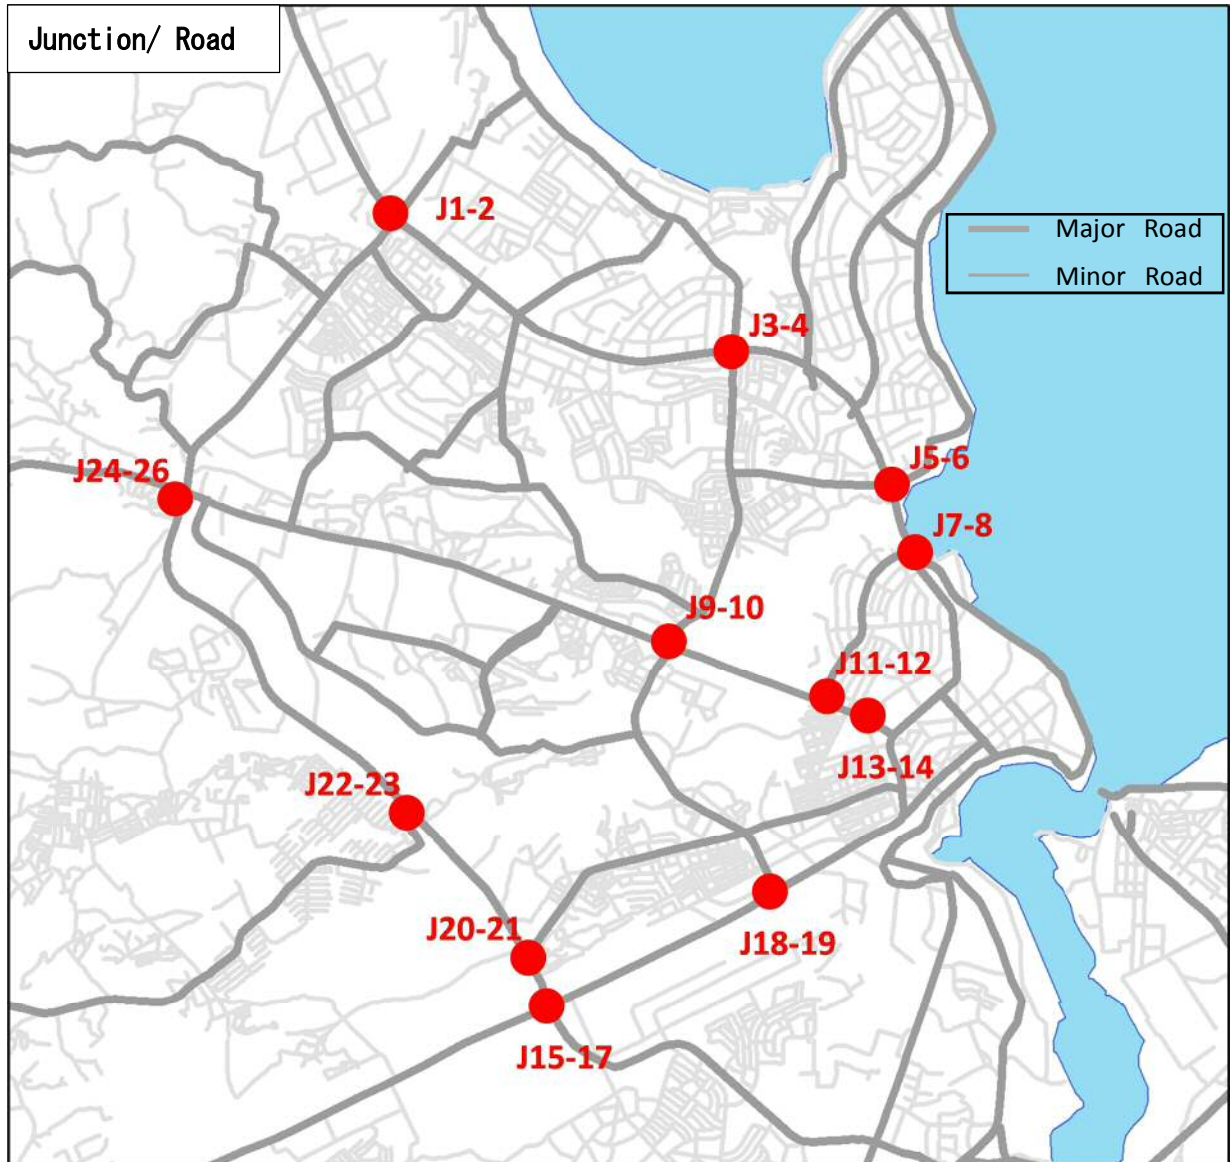 Junction/ Road
J1-2
Major Road
Minor Road
J3-4
J5-6
J24-26
J7-8
J9-10
J11-12
J13-14
J22-23
J20-21
J18-19
J15-17